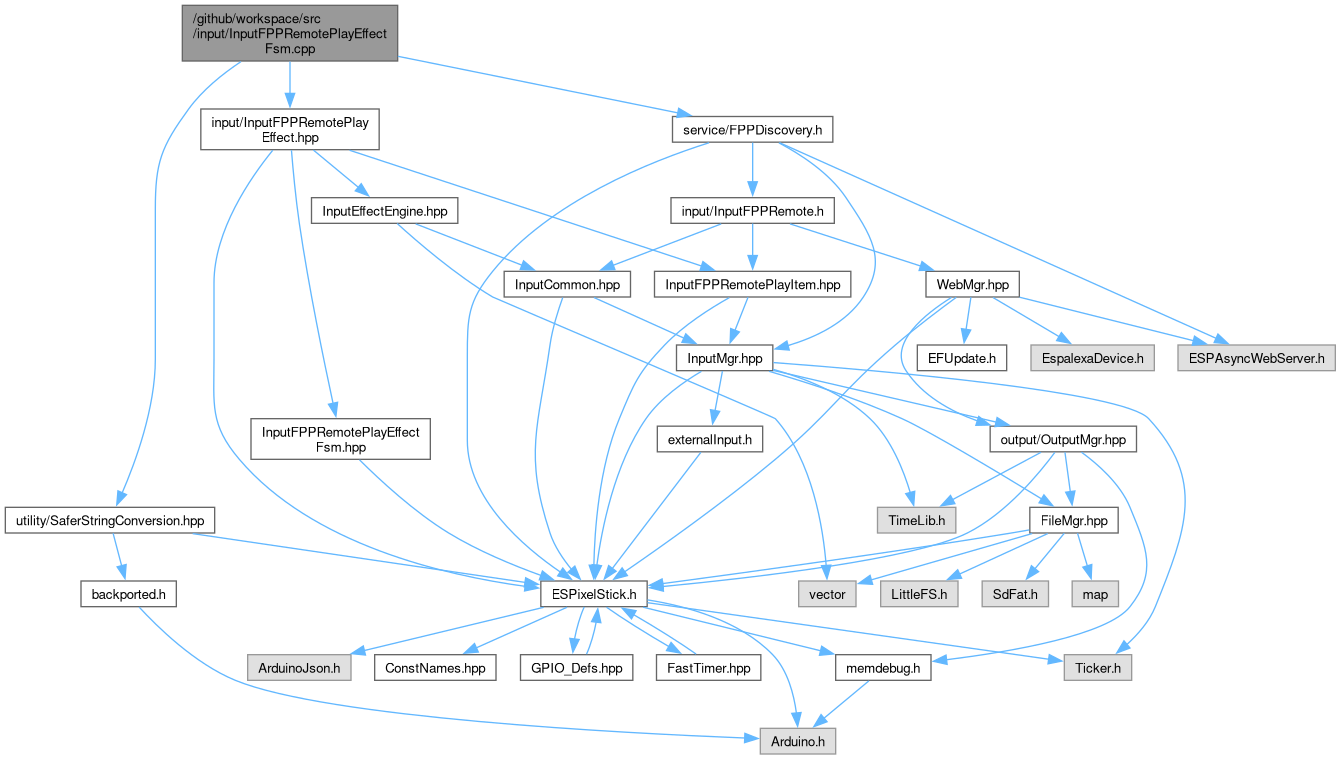 /github/workspace/src
/input/InputFPPRemotePlayEffect
Fsm.cpp
input/InputFPPRemotePlay
Effect.hpp
service/FPPDiscovery.h
InputEffectEngine.hpp
input/InputFPPRemote.h
InputCommon.hpp
InputFPPRemotePlayItem.hpp
WebMgr.hpp
InputMgr.hpp
EFUpdate.h
EspalexaDevice.h
ESPAsyncWebServer.h
InputFPPRemotePlayEffect
Fsm.hpp
externalInput.h
output/OutputMgr.hpp
utility/SaferStringConversion.hpp
TimeLib.h
FileMgr.hpp
backported.h
ESPixelStick.h
vector
LittleFS.h
SdFat.h
map
ArduinoJson.h
ConstNames.hpp
GPIO_Defs.hpp
FastTimer.hpp
memdebug.h
Ticker.h
Arduino.h